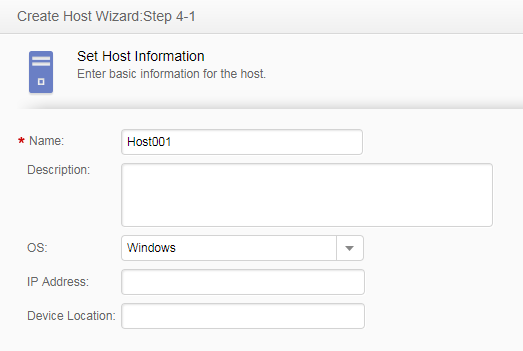 Create Host Wizard:Step 4-1
Set Host Information
Enter basic information for the host.
* Name: Host001
Description:
OS: Windows
IP Address:
Device Location: